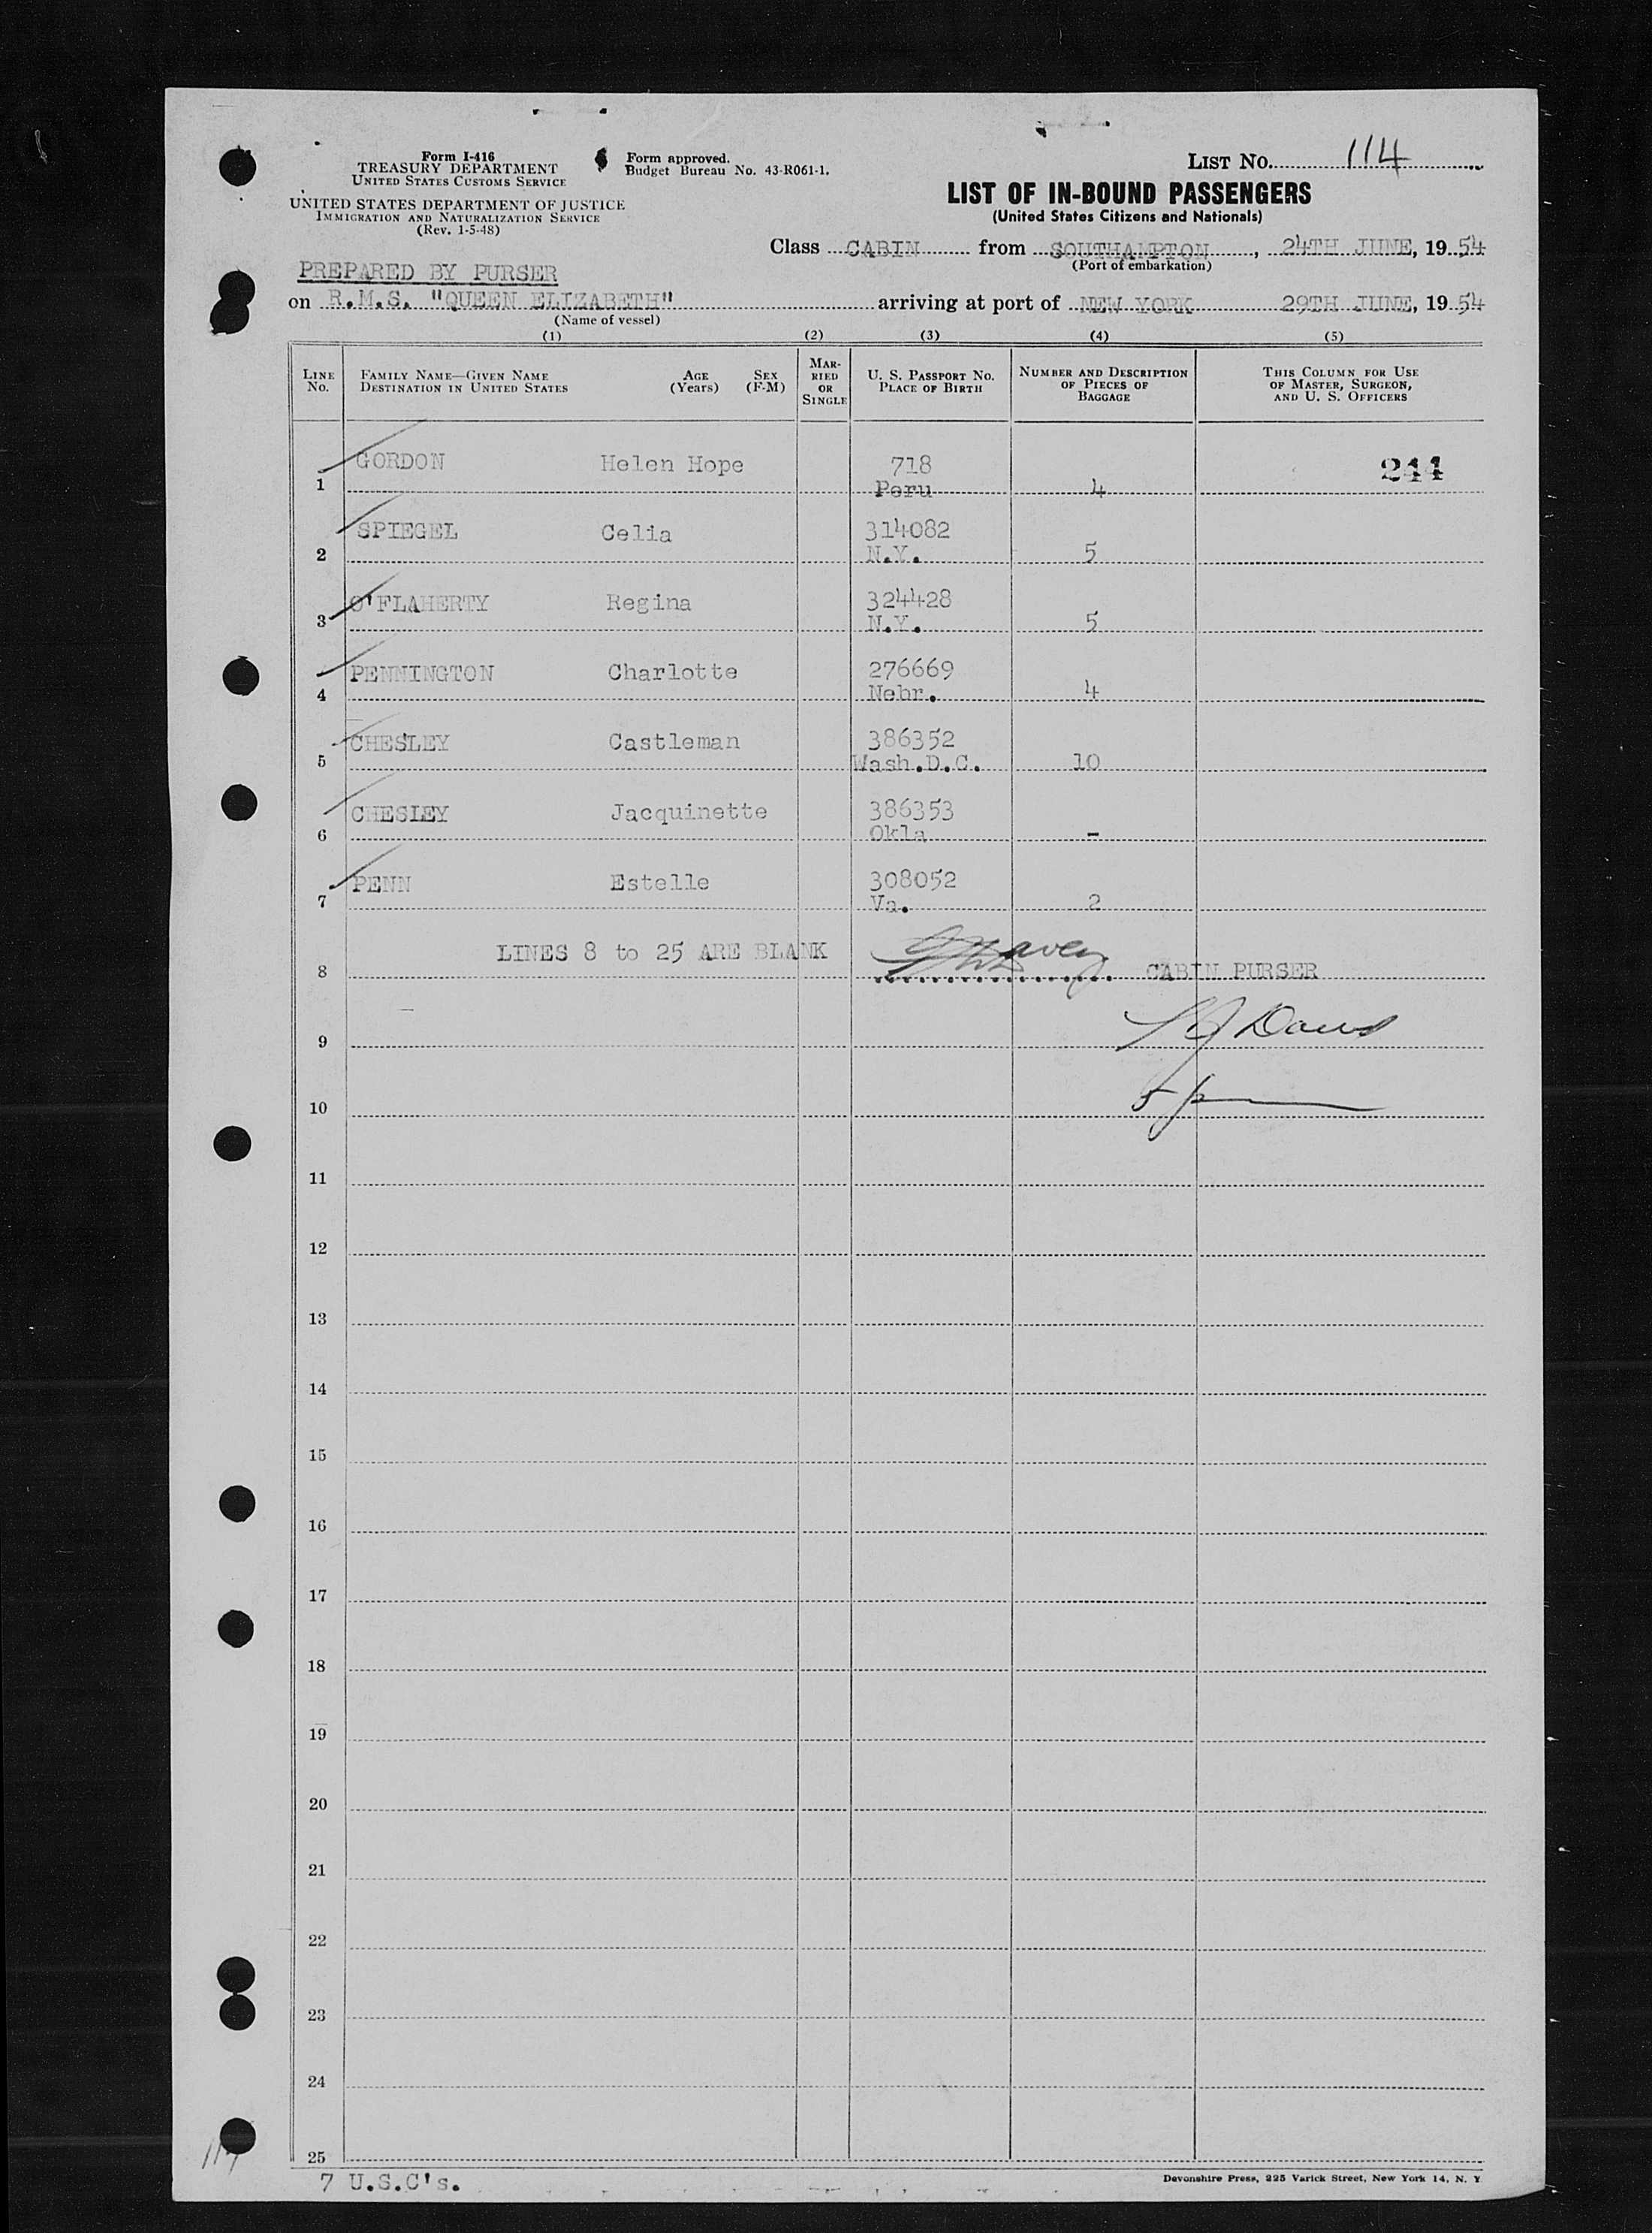 Form I-416
TREASURY DEPARTMENT
UNITED STATES CUSTOMS SERVICE
UNITED STATES DEPARTMENT OF JUSTICE
IMMIGRATION AND NATURALIZATION SERVICE
(Rev. 1-5-48)
Form approved.
Budget Bureau No. 43-R061-1.
LIST NO. 114
LIST OF IN-BOUND PASSENGERS
(United States Citizens and Nationals)
Class CABIN from SOUTHAMPTON, 24TH JUNE, 1954
(Port of embarkation)
PREPARED BY PURSER
on R.M.S. "QUEEN ELIZABETH" arriving at port of NEW YORK 29TH JUNE, 1954
(Name of vessel)
(1) (2) (3) (4) (5)
LINE NO. FAMILY NAME—GIVEN NAME DESTINATION IN UNITED STATES AGE (Years) SEX (F-M) MARRIED OR SINGLE U. S. PASSPORT NO. PLACE OF BIRTH NUMBER AND DESCRIPTION OF PIECES OF BAGGAGE THIS COLUMN FOR USE OF MASTER, SURGEON, AND U. S. OFFICERS
GORDON Helen Hope 718 244
1 Peru 4
SPIEGEL Celia 314082
2 N.Y. 5
O'FLAHERTY Regina 324428
3 N.Y. 5
PENNINGTON Charlotte 276669
4 Nebr. 4
CHESLEY Castleman 386352
5 Wash.D.C. 10
CHESLEY Jacquinette 386353
6 Okla -
PENN Estelle 308052
7 Va. 2
LINES 8 to 25 ARE BLANK
8 CABIN PURSER
9
10
11
12
13
14
15
16
17
18
19
20
21
22
23
24
25
7 U.S.C's.
Devonshire Press, 225 Varick Street, New York 14, N. Y